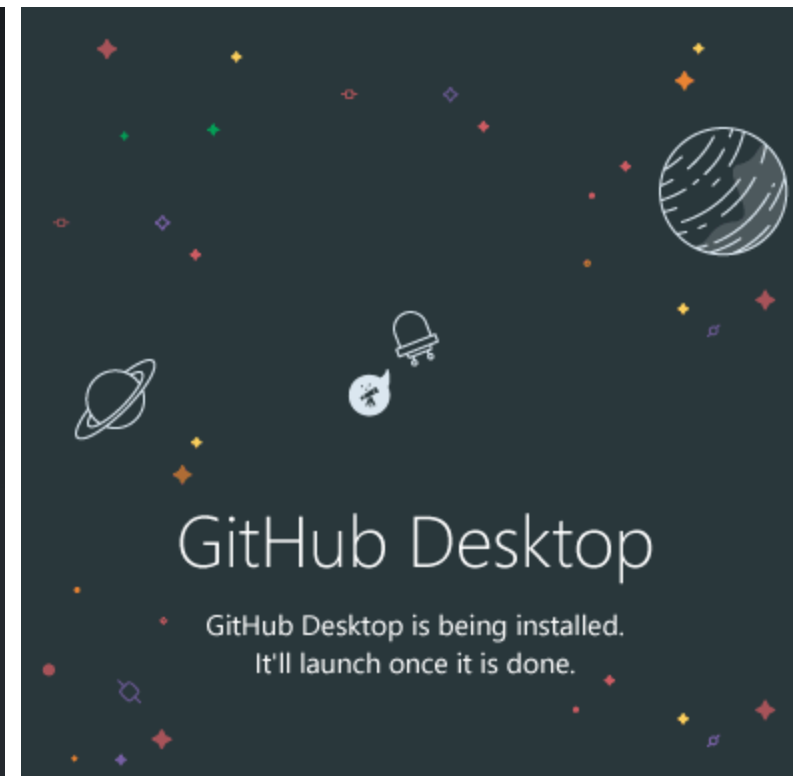 GitHub Desktop
GitHub Desktop is being installed.
It'll launch once it is done.